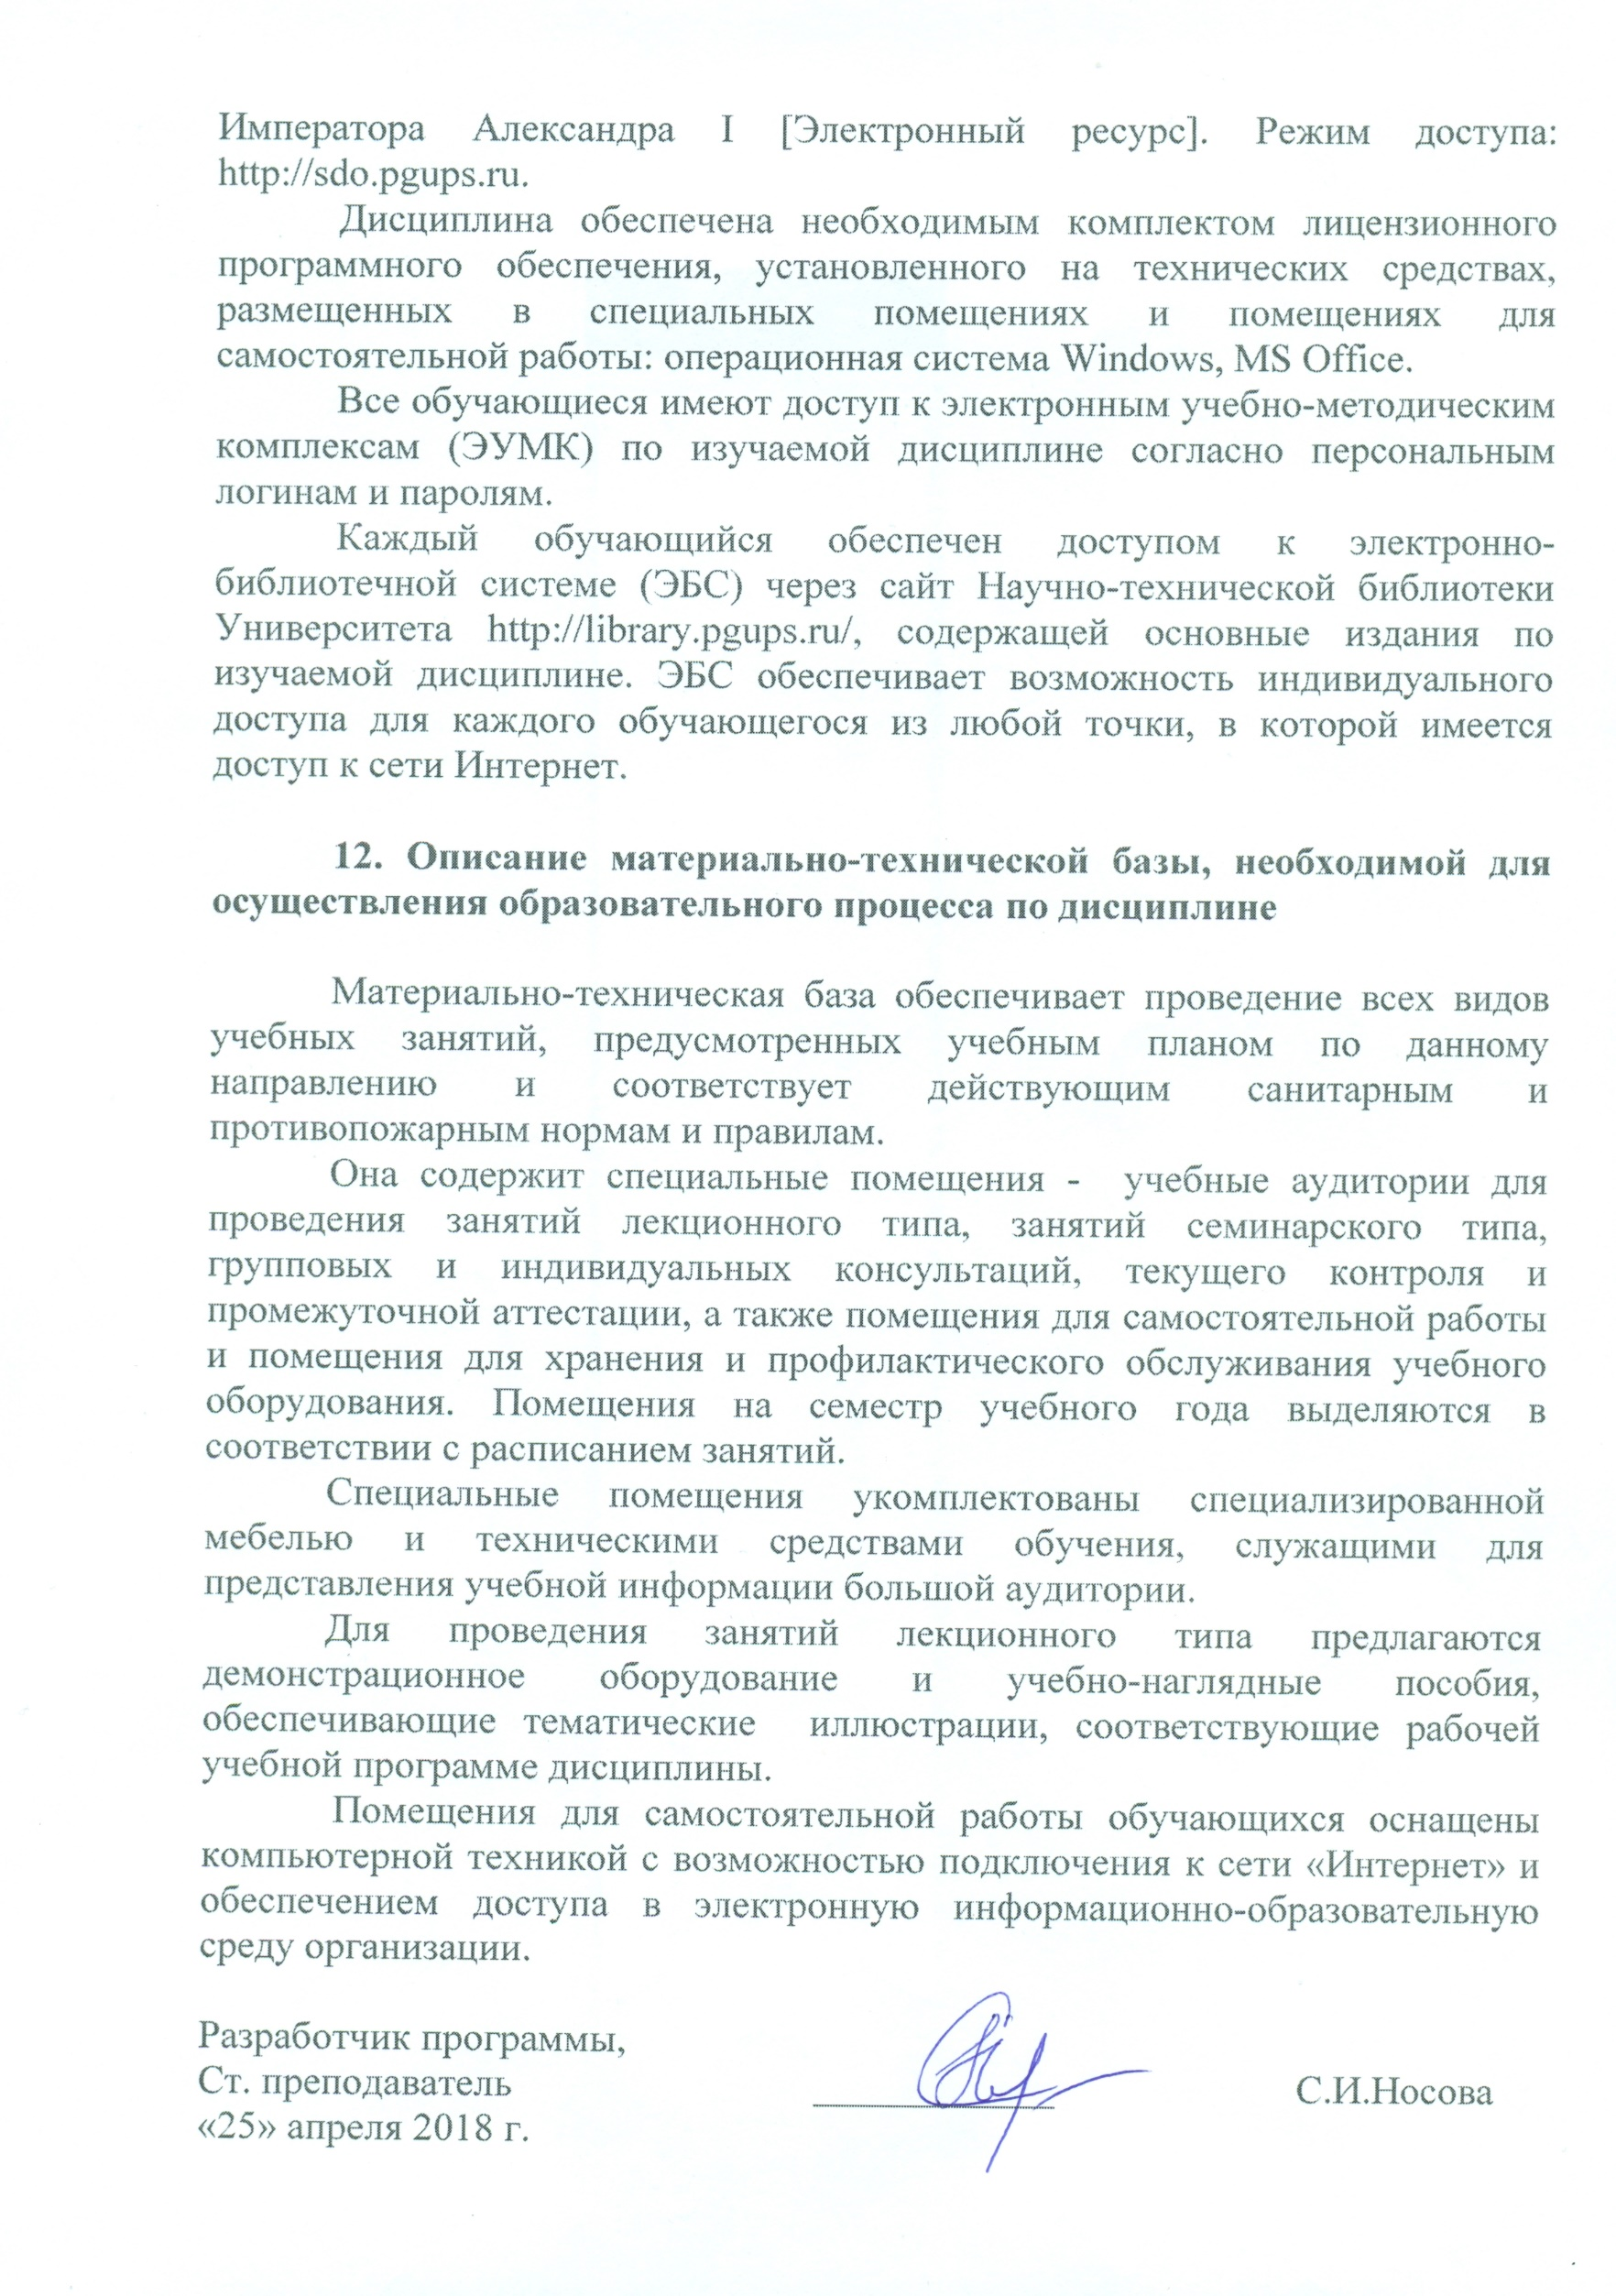 Императора Александра I [Электронный ресурс]. Режим доступа:
http://sdo.pgups.ru.
Дисциплина обеспечена необходимым комплектом лицензионного
программного обеспечения, установленного на технических средствах,
размещенных в специальных помещениях и помещениях для
самостоятельной работы: операционная система Windows, MS Office.
Все обучающиеся имеют доступ к электронным учебно-методическим
комплексам (ЭУМК) по изучаемой дисциплине согласно персональным
логинам и паролям.
Каждый обучающийся обеспечен доступом к электронно-
библиотечной системе (ЭБС) через сайт Научно-технической библиотеки
Университета http://library.pgups.ru/, содержащей основные издания по
изучаемой дисциплине. ЭБС обеспечивает возможность индивидуального
доступа для каждого обучающегося из любой точки, в которой имеется
доступ к сети Интернет.
12. Описание материально-технической базы, необходимой для
осуществления образовательного процесса по дисциплине
Материально-техническая база обеспечивает проведение всех видов
учебных занятий, предусмотренных учебным планом по данному
направлению и соответствует действующим санитарным и
противопожарным нормам и правилам.
Она содержит специальные помещения - учебные аудитории для
проведения занятий лекционного типа, занятий семинарского типа,
групповых и индивидуальных консультаций, текущего контроля и
промежуточной аттестации, а также помещения для самостоятельной работы
и помещения для хранения и профилактического обслуживания учебного
оборудования. Помещения на семестр учебного года выделяются в
соответствии с расписанием занятий.
Специальные помещения укомплектованы специализированной
мебелью и техническими средствами обучения, служащими для
представления учебной информации большой аудитории.
Для проведения занятий лекционного типа предлагаются
демонстрационное оборудование и учебно-наглядные пособия,
обеспечивающие тематические иллюстрации, соответствующие рабочей
учебной программе дисциплины.
Помещения для самостоятельной работы обучающихся оснащены
компьютерной техникой с возможностью подключения к сети «Интернет» и
обеспечением доступа в электронную информационно-образовательную
среду организации.
Разработчик программы,
Ст. преподаватель С.И.Носова
«25» апреля 2018 г.